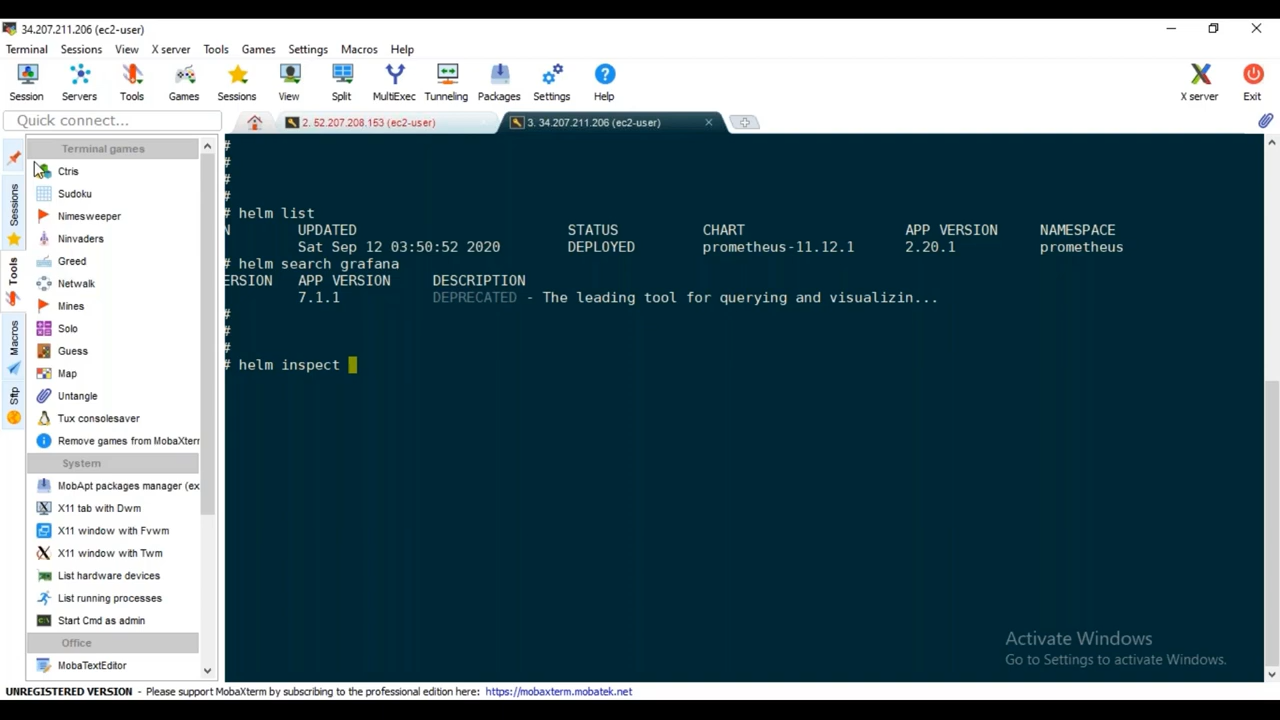 34.207.211.206 (ec2-user)
Terminal Sessions View X server Tools Games Settings Macros Help
Session Servers Tools Games Sessions View Split MultiExec Tunneling Packages Settings Help X server Exit
Quick connect...
2. 52.207.208.153 (ec2-user)
3. 34.207.211.206 (ec2-user)
Sessions
Tools
Macros
Sftp
Terminal games
Ctris
Sudoku
Nimesweeper
Ninvaders
Greed
Netwalk
Mines
Solo
Guess
Map
Untangle
Tux consolesaver
Remove games from MobaXterm
System
MobApt packages manager (ex
X11 tab with Dwm
X11 window with Fvwm
X11 window with Twm
List hardware devices
List running processes
Start Cmd as admin
Office
MobaTextEditor
#
#
#
#
# helm list
N UPDATED STATUS CHART APP VERSION NAMESPACE
Sat Sep 12 03:50:52 2020 DEPLOYED prometheus-11.12.1 2.20.1 prometheus
# helm search grafana
ERSION APP VERSION DESCRIPTION
7.1.1 DEPRECATED - The leading tool for querying and visualizin...
#
#
#
# helm inspect
Activate Windows
Go to Settings to activate Windows.
UNREGISTERED VERSION - Please support MobaXterm by subscribing to the professional edition here: https://mobaxterm.mobatek.net